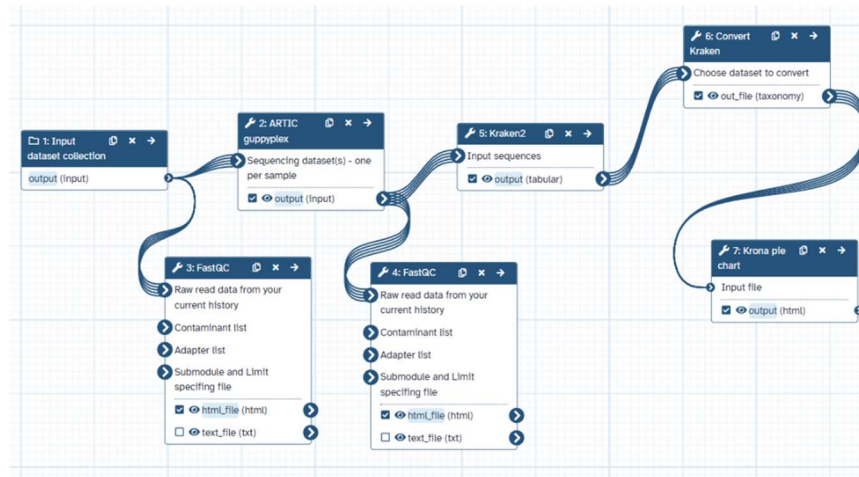 1: Input
dataset collection
output (input)
2: ARTIC
guppyplex
Sequencing dataset(s) - one
per sample
output (input)
3: FastQC
Raw read data from your
current history
Contaminant list
Adapter list
Submodule and Limit
specifing file
html_file (html)
text_file (txt)
4: FastQC
Raw read data from your
current history
Contaminant list
Adapter list
Submodule and Limit
specifing file
html_file (html)
text_file (txt)
5: Kraken2
Input sequences
output (tabular)
6: Convert
Kraken
Choose dataset to convert
out_file (taxonomy)
7: Krona pie
chart
Input file
output (html)